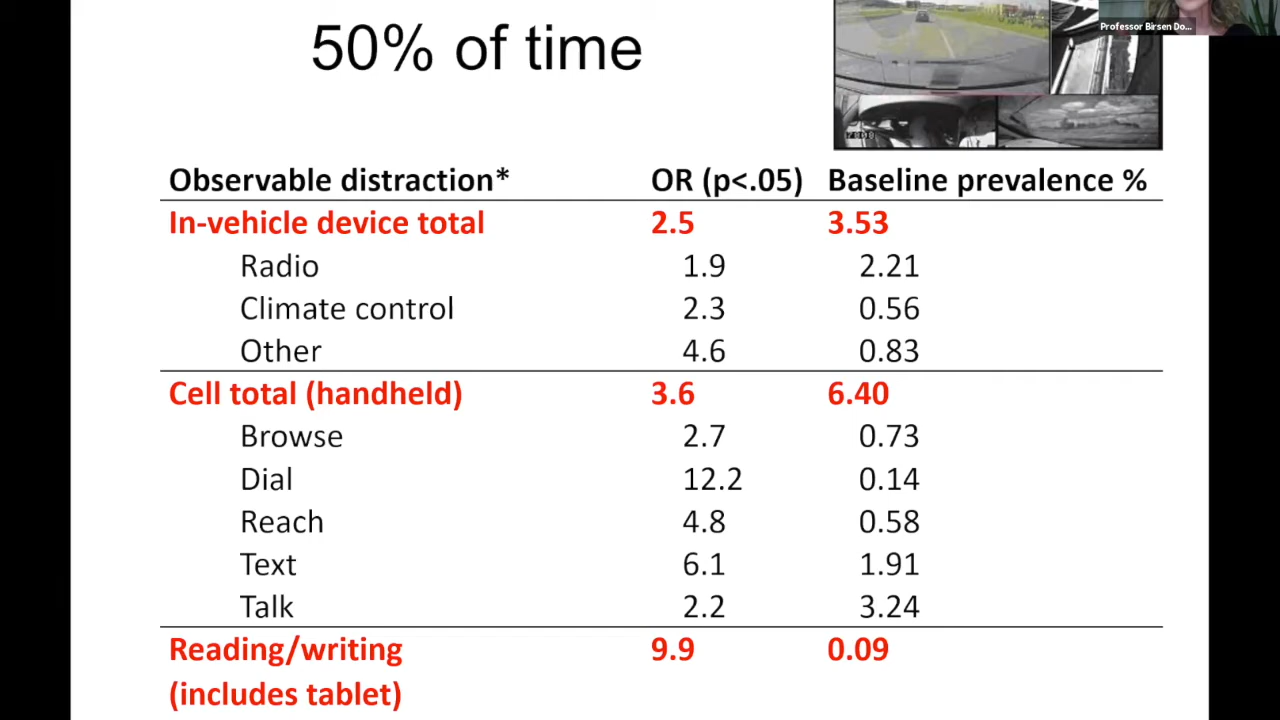 50% of time
Professor Birsen Do...
Observable distraction* OR (p<.05) Baseline prevalence %
In-vehicle device total 2.5 3.53
Radio 1.9 2.21
Climate control 2.3 0.56
Other 4.6 0.83
Cell total (handheld) 3.6 6.40
Browse 2.7 0.73
Dial 12.2 0.14
Reach 4.8 0.58
Text 6.1 1.91
Talk 2.2 3.24
Reading/writing 9.9 0.09
(includes tablet)